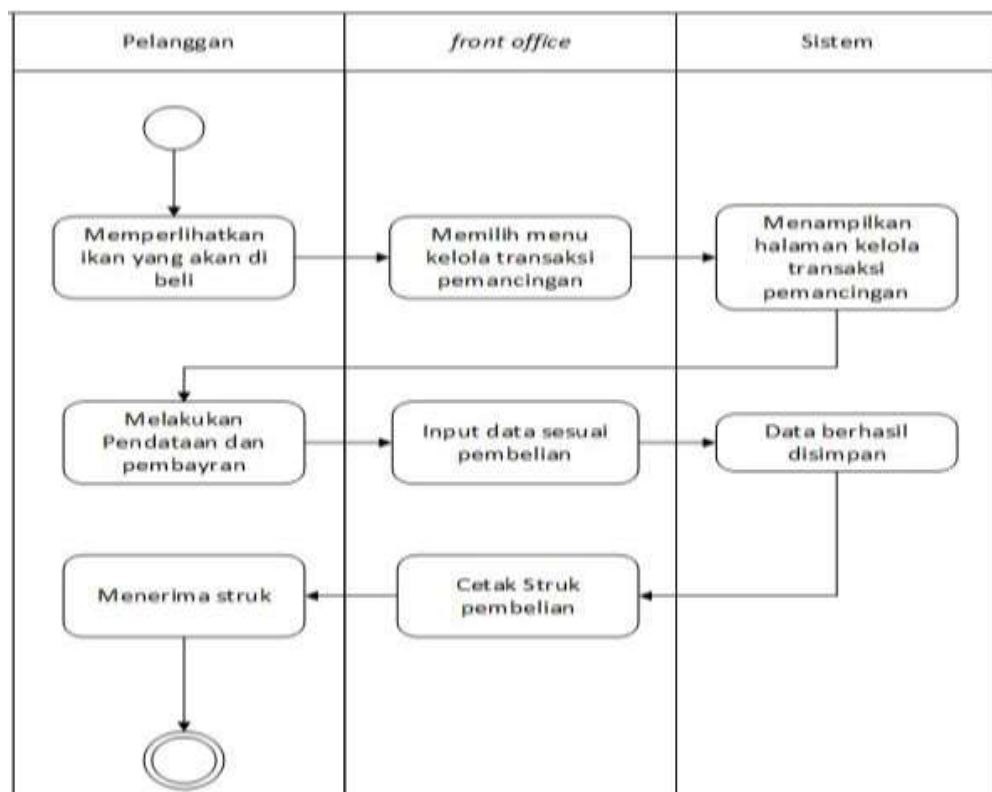 Pelanggan
front office
Sistem
Memperlihatkan
ikan yang akan di
beli
Memilih menu
kelola transaksi
pemancingan
Menampilkan
halaman kelola
transaksi
pemancingan
Melakukan
Pendataan dan
pembayran
Input data sesuai
pembelian
Data berhasil
disimpan
Cetak Struk
pembelian
Menerima struk